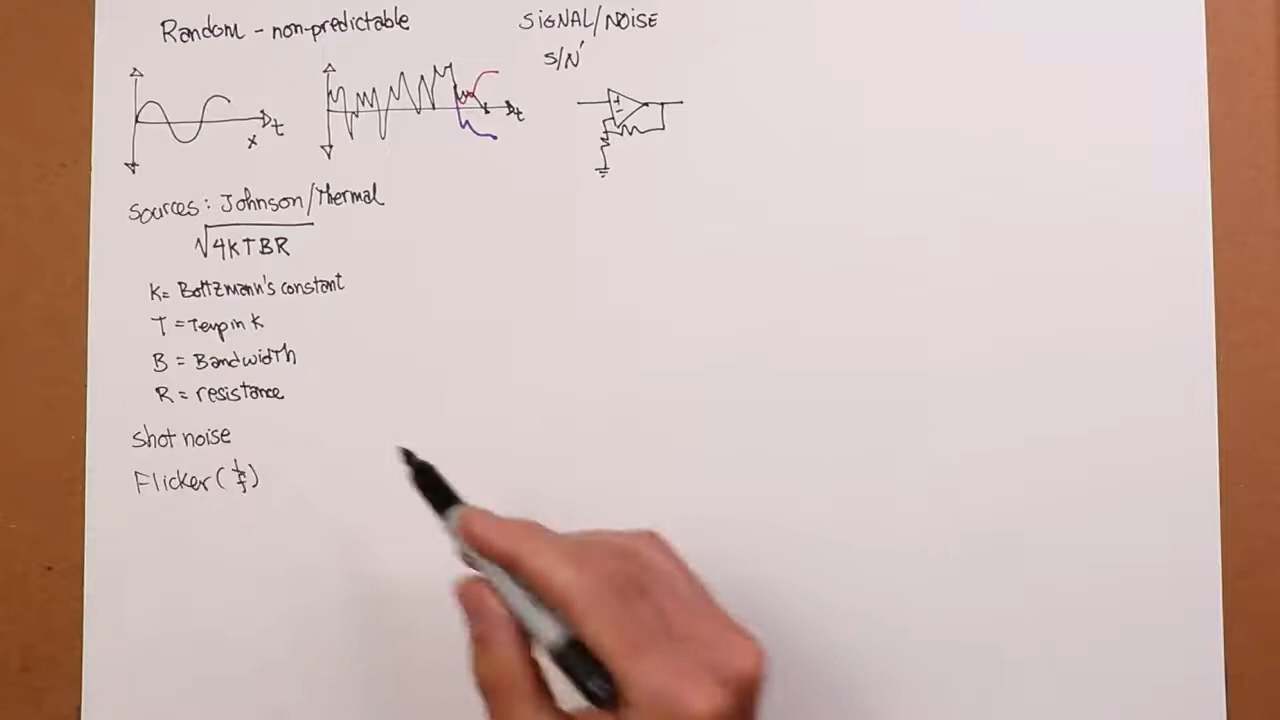 Random - non-predictable
SIGNAL/NOISE
S/N
t
x
t
+
-
Sources: Johnson/Thermal
√4KTBR
K= Boltzmann's constant
T = Temp in K
B = Bandwidth
R = resistance
Shot noise
Flicker (1/f)